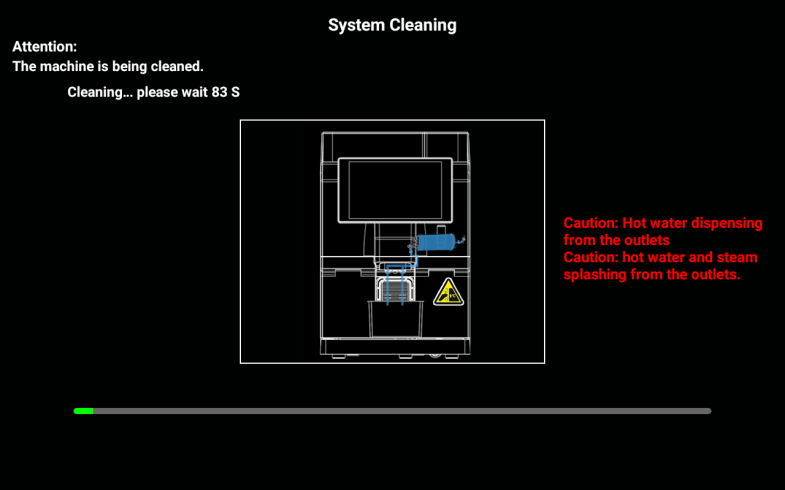 System Cleaning
Attention:
The machine is being cleaned.
Cleaning... please wait 83 S
Caution: Hot water dispensing
from the outlets
Caution: hot water and steam
splashing from the outlets.